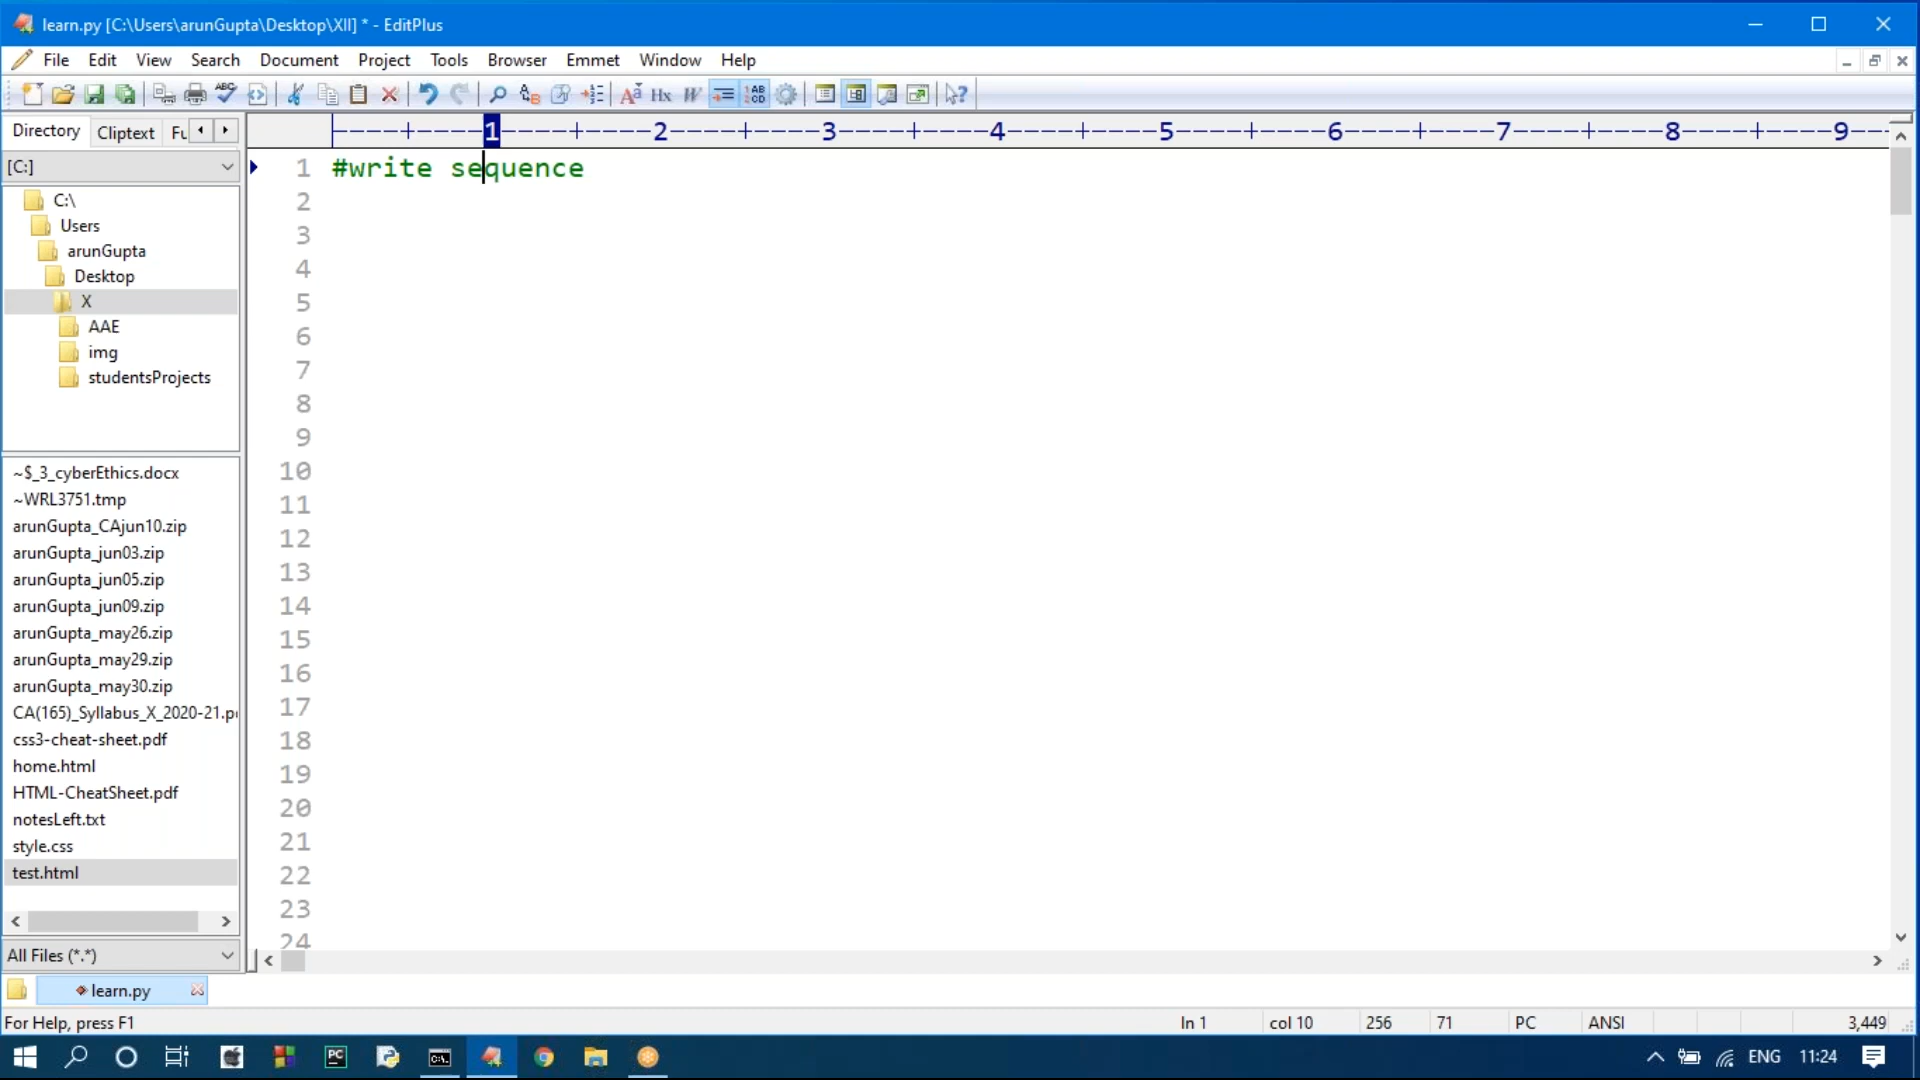 learn.py [C:\Users\arunGupta\Desktop\XII] * - EditPlus
File Edit View Search Document Project Tools Browser Emmet Window Help
Directory Cliptext Fu
----+----1----+----2----+----3----+----4----+----5----+----6----+----7----+----8----+----9--
[C:]
C:\
Users
arunGupta
Desktop
X
AAE
img
studentsProjects
~$_3_cyberEthics.docx
~WRL3751.tmp
arunGupta_CAjun10.zip
arunGupta_jun03.zip
arunGupta_jun05.zip
arunGupta_jun09.zip
arunGupta_may26.zip
arunGupta_may29.zip
arunGupta_may30.zip
CA(165)_Syllabus_X_2020-21.p
css3-cheat-sheet.pdf
home.html
HTML-CheatSheet.pdf
notesLeft.txt
style.css
test.html
All Files (*.*)
1 #write sequence
2
3
4
5
6
7
8
9
10
11
12
13
14
15
16
17
18
19
20
21
22
23
24
learn.py
For Help, press F1 ln 1 col 10 256 71 PC ANSI 3,449
ENG 11:24